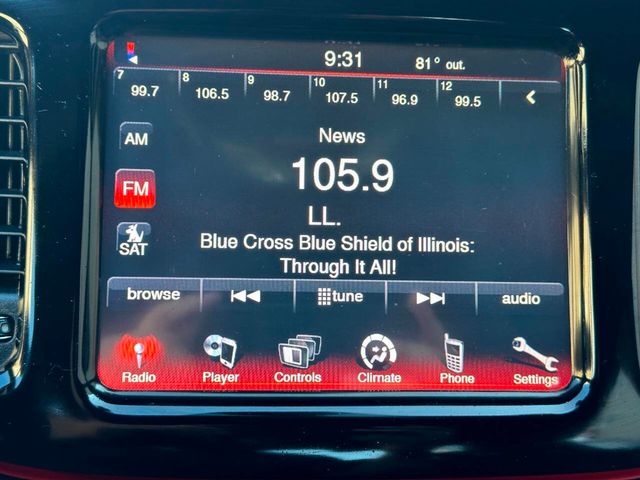 9:31 81° out.
7 8 9 10 11 12
99.7 106.5 98.7 107.5 96.9 99.5
AM
News
105.9
FM
LL.
SAT
Blue Cross Blue Shield of Illinois:
Through It All!
browse tune audio
Radio Player Controls Climate Phone Settings